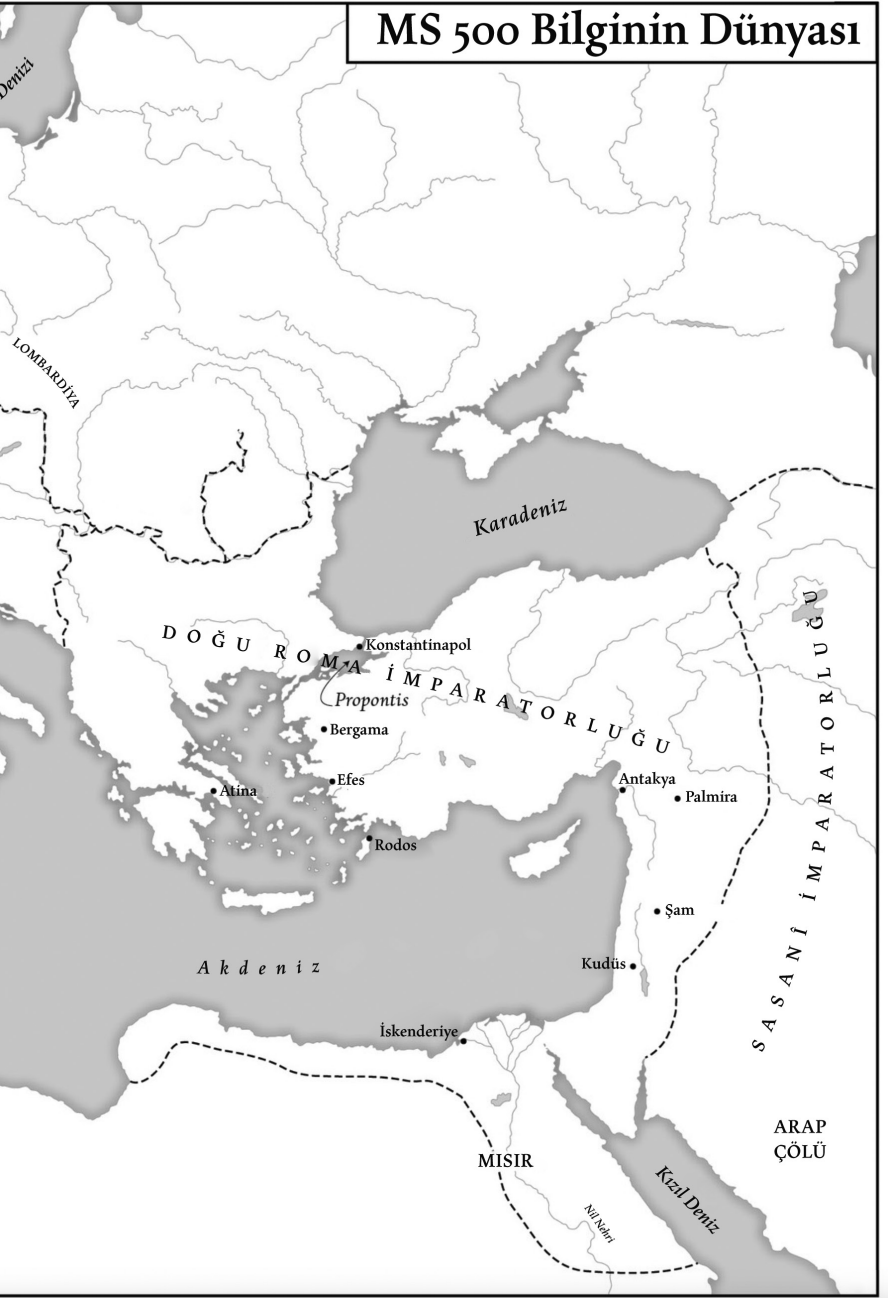 MS 500 Bilginin Dünyası
Denizi
LOMBARDİYA
Karadeniz
DOĞU ROMA İMPARATORLUĞU
Konstantinapol
Propontis
Bergama
Efes
Atina
Rodos
Antakya
Palmira
Şam
Kudüs
SASANÎ İMPARATORLUĞU
Akdeniz
İskenderiye
MISIR
Nil Nehri
Kızıl Deniz
ARAP
ÇÖLÜ